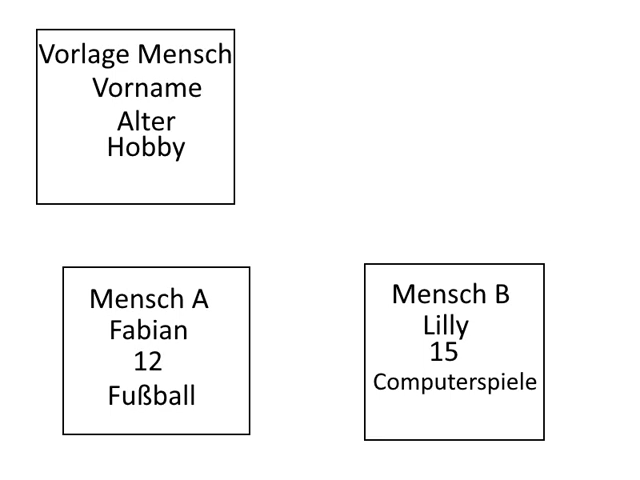 Vorlage Mensch
Vorname
Alter
Hobby
Mensch A
Fabian
12
Fußball
Mensch B
Lilly
15
Computerspiele